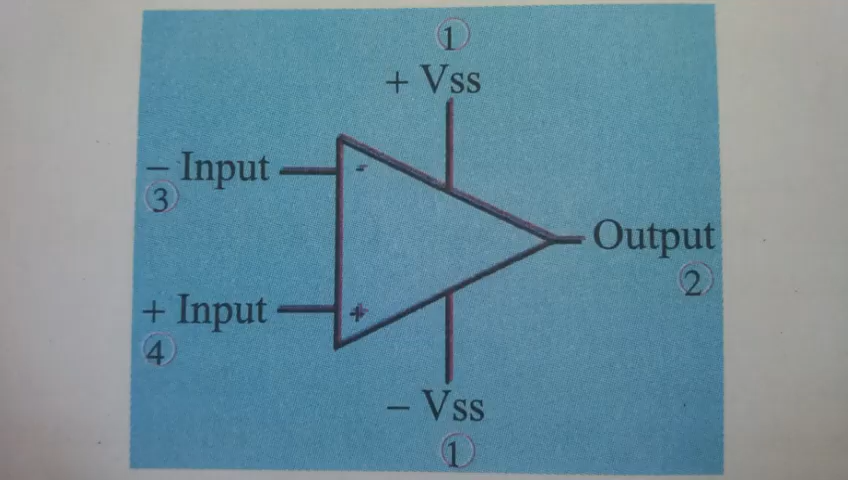 ①
+ Vss
− Input
③
-
Output
②
+ Input
④
+
− Vss
①